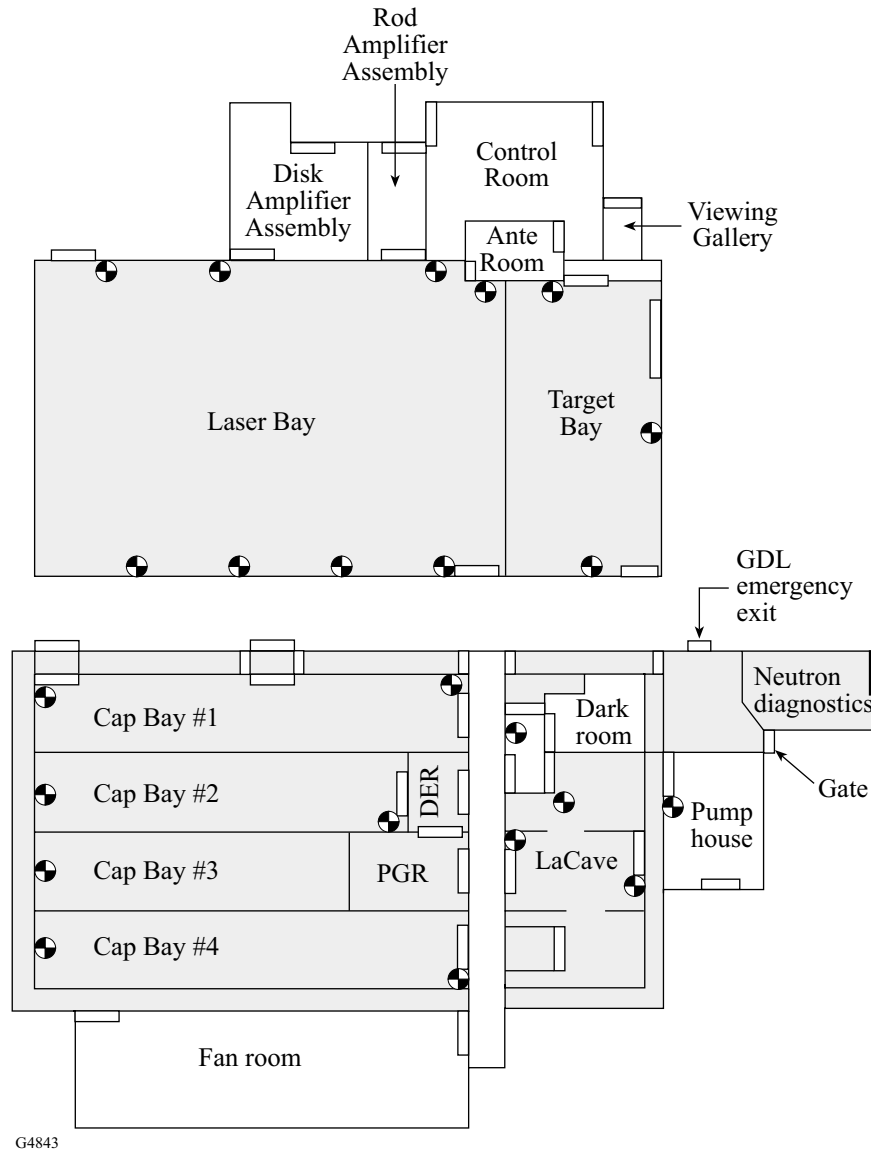 Rod
Amplifier
Assembly
Control
Room
Disk
Amplifier
Assembly
Viewing
Gallery
Ante
Room
Laser Bay
Target
Bay
GDL
emergency
exit
Neutron
diagnostics
Cap Bay #1
Dark
room
Gate
Cap Bay #2
DER
Pump
house
Cap Bay #3
PGR
LaCave
Cap Bay #4
Fan room
G4843